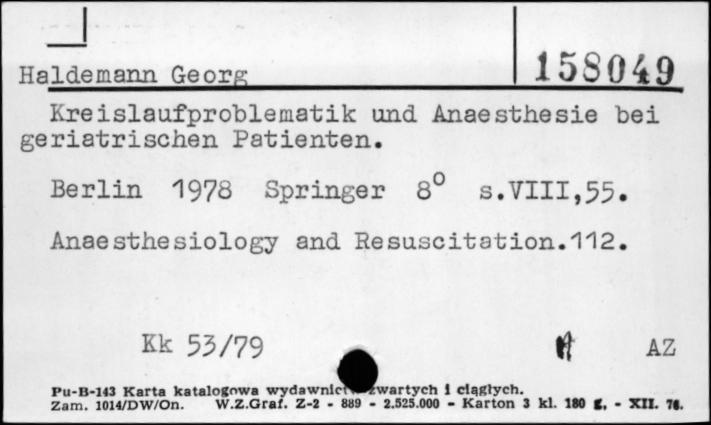 158049
Haldemann Georg
Kreislaufproblematik und Anaesthesie bei
geriatrischen Patienten.
Berlin 1978 Springer 8° s.VIII,55.
Anaesthesiology and Resuscitation.112.
Kk 53/79 AZ
Pu-B-143 Karta katalogowa zwartych i ciągłych.
Zam. 1014/DW/On. W.Z.Graf. Z-2 - 889 - 2.525.000 - Karton 3 kl. 180 g. - XII. 76.